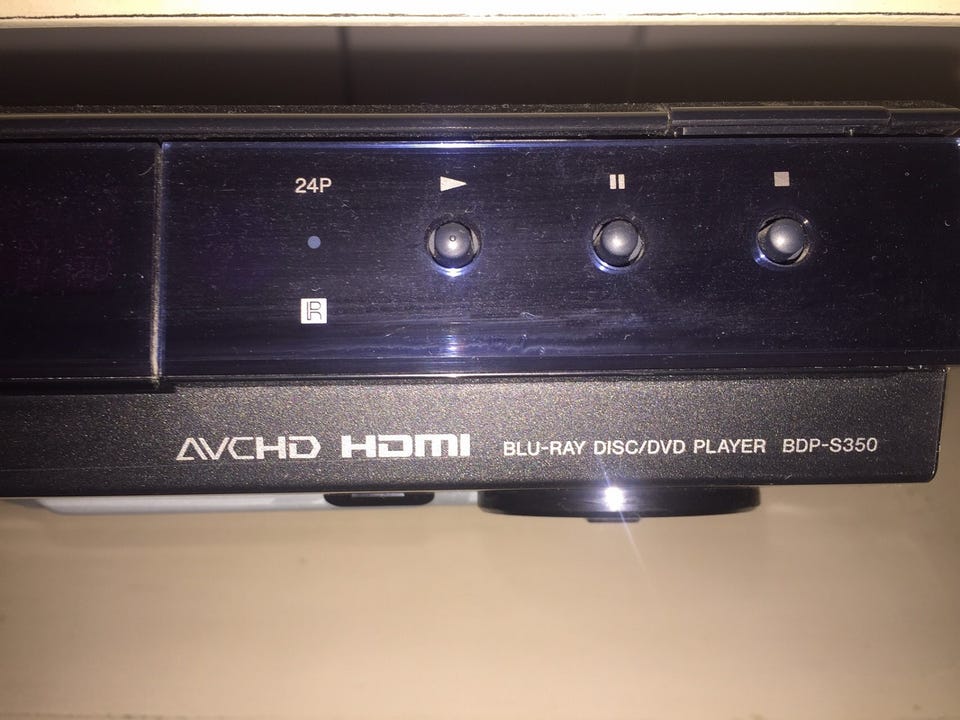 24P
R
AVCHD HDMI BLU-RAY DISC/DVD PLAYER BDP-S350